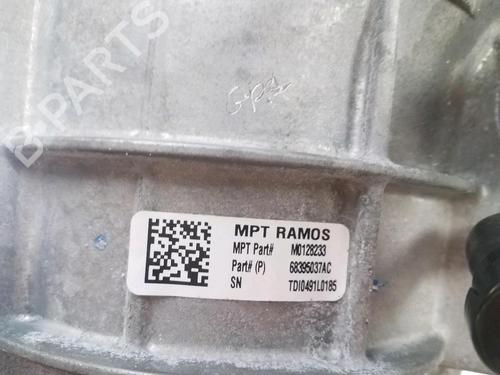 B-PARTS
MPT RAMOS
MPT Part# M0128233
Part# (P) 68395037AC
SN TDI0491L0185